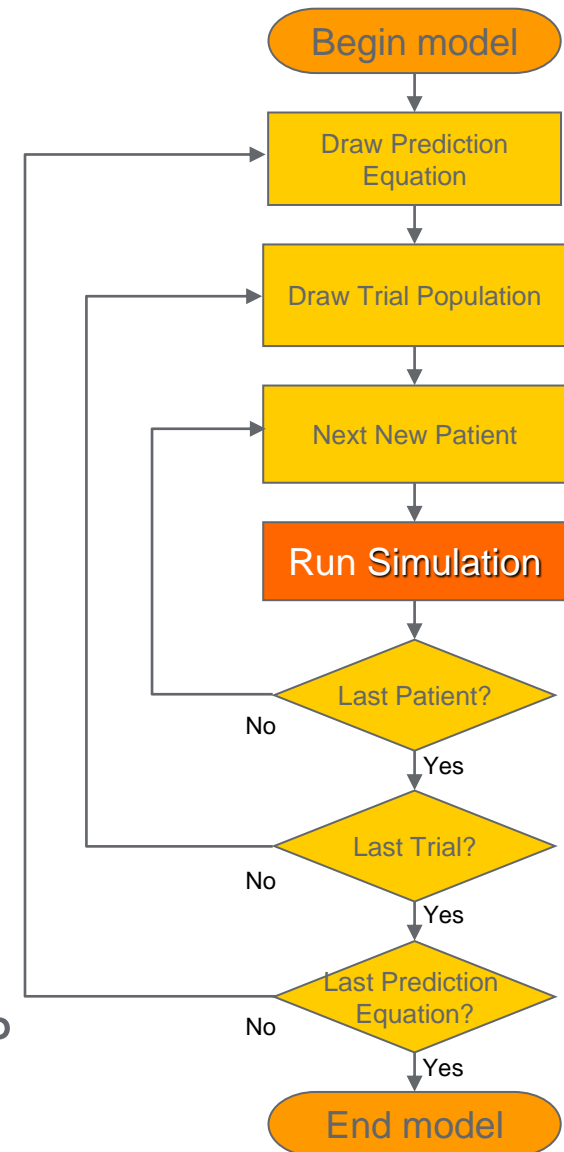 Begin model
Draw Prediction
Equation
Draw Trial Population
Next New Patient
Run Simulation
Last Patient?
No
Yes
Last Trial?
No
Yes
Last Prediction
Equation?
No
Yes
End model